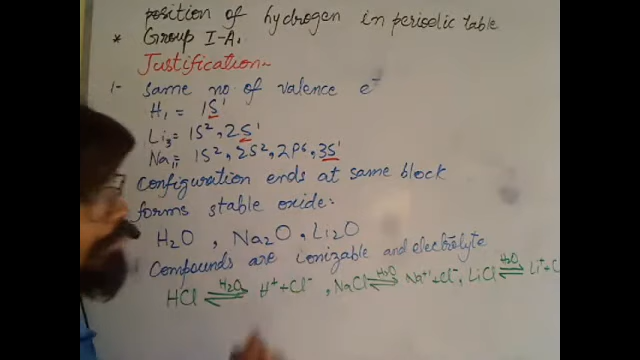 position of hydrogen in periodic table
* Group I-A.
Justification~
1- same no. of valence e⁻
H₁ = 1S¹
Li₃ = 1S², 2S¹
Na₁₁ = 1S², 2S², 2P⁶, 3S¹
Configuration ends at same block
forms stable oxide:
H₂O , Na₂O , Li₂O
Compounds are ionizable and electrolyte
HCl ⇌ H₂O H⁺ + Cl⁻ , NaCl ⇌ H₂O Na⁺ + Cl⁻, LiCl ⇌ H₂O Li⁺ + C